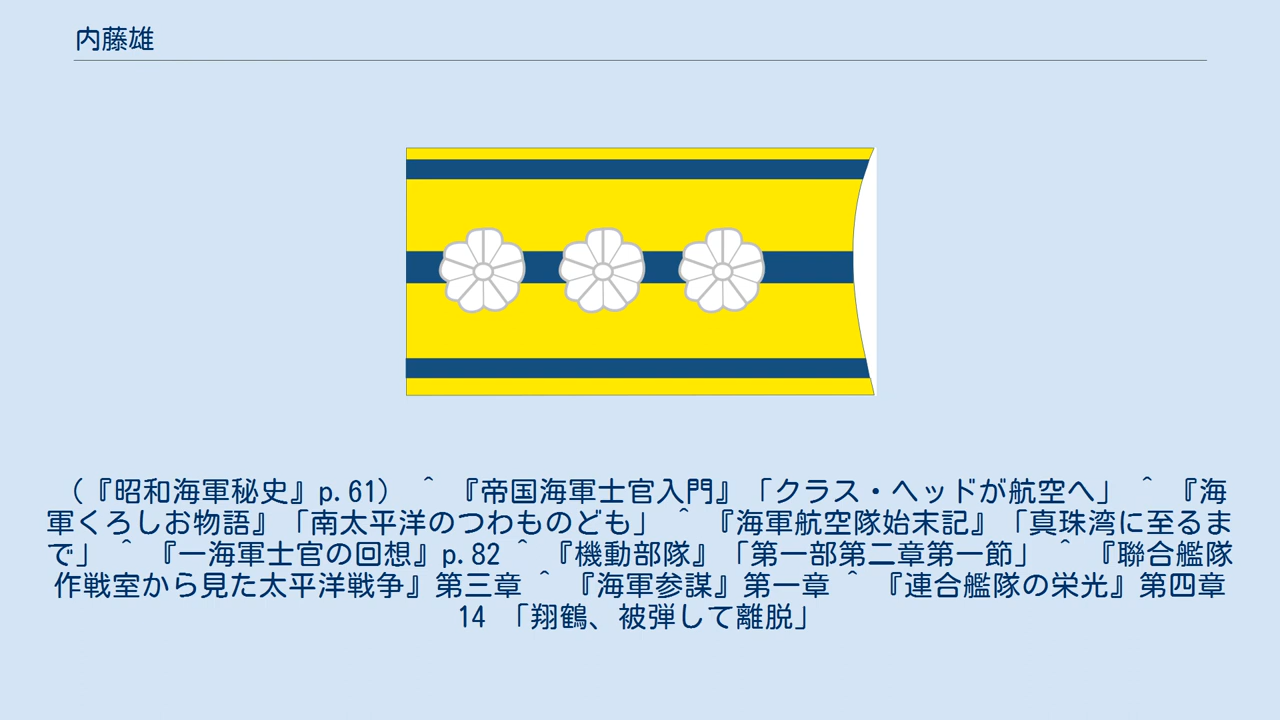 内藤雄
（『昭和海軍秘史』p.61） ^ 『帝国海軍士官入門』「クラス・ヘッドが航空へ」 ^ 『海
軍くろしお物語』「南太平洋のつわものども」 ^ 『海軍航空隊始末記』「真珠湾に至るま
で」 ^ 『一海軍士官の回想』p.82 ^ 『機動部隊』「第一部第二章第一節」 ^ 『聯合艦隊
作戦室から見た太平洋戦争』第三章 ^ 『海軍参謀』第一章 ^ 『連合艦隊の栄光』第四章
14 「翔鶴、被弾して離脱」